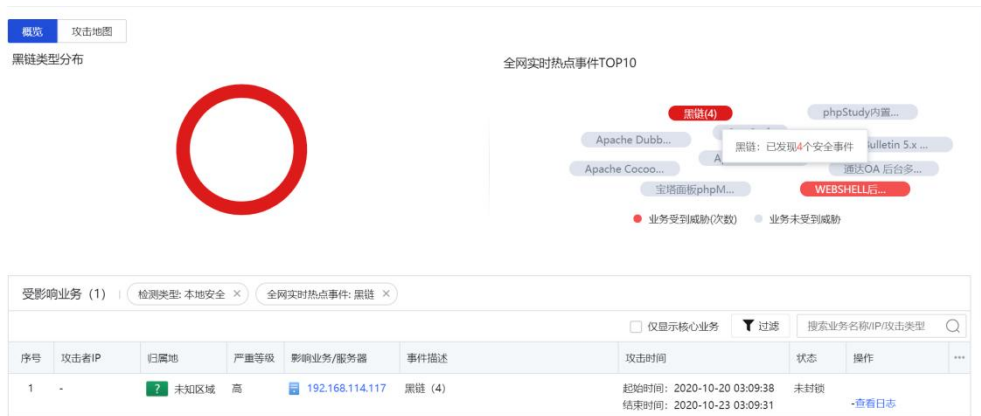 概览 攻击地图
黑链类型分布
全网实时热点事件TOP10
黑链(4) phpStudy内置...
Apache Dubb...
黑链：已发现4个安全事件
ulletin 5.x ...
Apache Cocoo... A 通达OA 后台多...
宝塔面板phpM... WEBSHELL后...
业务受到威胁(次数) 业务未受到威胁
受影响业务（1） 检测类型: 本地安全 × 全网实时热点事件: 黑链 ×
仅显示核心业务 过滤 搜索业务名称/IP/攻击类型
序号 攻击者IP 归属地 严重等级 影响业务/服务器 事件描述 攻击时间 状态 操作 ...
1 - ? 未知区域 高 192.168.114.117 黑链（4） 起始时间：2020-10-20 03:09:38 未封锁
结束时间：2020-10-23 03:09:31 -查看日志